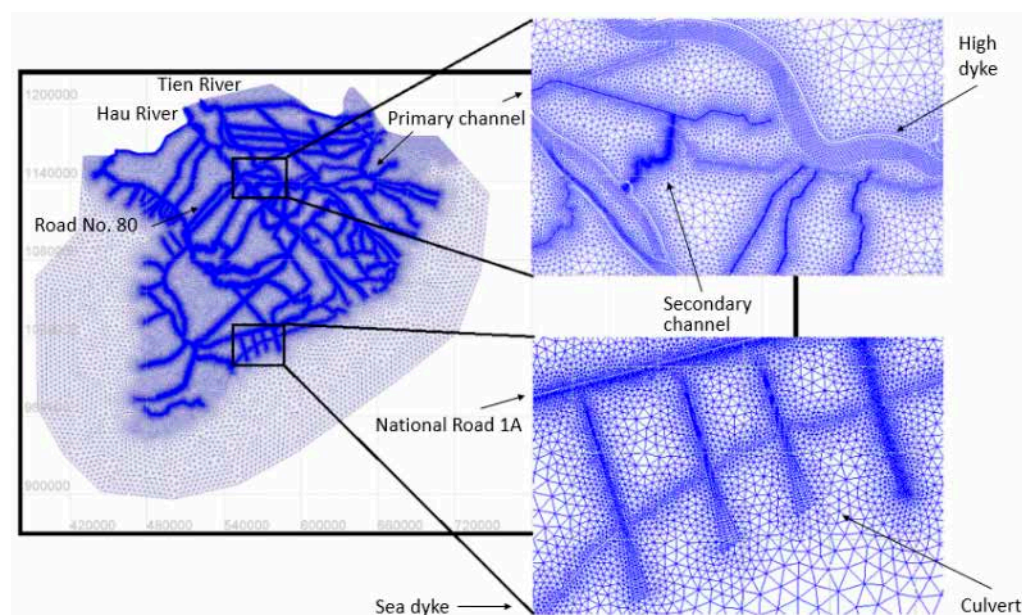 Tien River
High
dyke
1200000
Hau River
Primary channel
1140000
Road No. 80
1080000
Secondary
channel
National Road 1A
900000
420000
480000
540000
600000
660000
720000
Sea dyke
Culvert